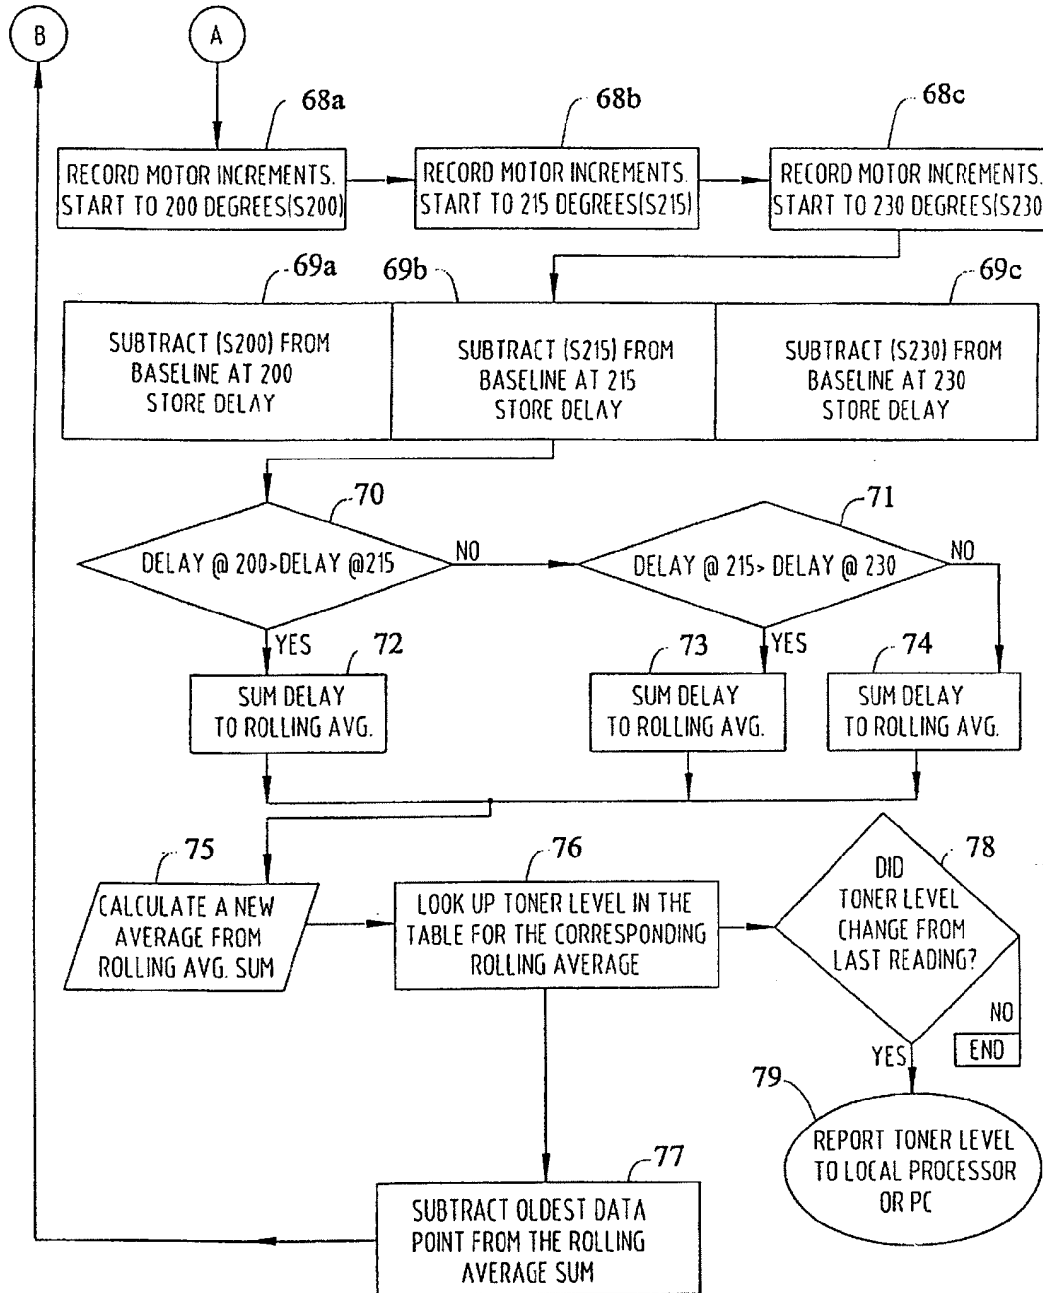 B
A
68a
68b
68c
RECORD MOTOR INCREMENTS.
START TO 200 DEGREES(S200)
RECORD MOTOR INCREMENTS.
START TO 215 DEGREES(S215)
RECORD MOTOR INCREMENTS.
START TO 230 DEGREES(S230
69a
69b
69c
SUBTRACT (S200) FROM
BASELINE AT 200
STORE DELAY
SUBTRACT (S215) FROM
BASELINE AT 215
STORE DELAY
SUBTRACT (S230) FROM
BASELINE AT 230
STORE DELAY
70
71
DELAY @ 200>DELAY @215
NO
DELAY @ 215> DELAY @ 230
NO
YES
72
73
YES
74
SUM DELAY
TO ROLLING AVG.
SUM DELAY
TO ROLLING AVG.
SUM DELAY
TO ROLLING AVG.
75
76
78
CALCULATE A NEW
AVERAGE FROM
ROLLING AVG. SUM
LOOK UP TONER LEVEL IN THE
TABLE FOR THE CORRESPONDING
ROLLING AVERAGE
DID
TONER LEVEL
CHANGE FROM
LAST READING?
NO
END
YES
79
REPORT TONER LEVEL
TO LOCAL PROCESSOR
OR PC
77
SUBTRACT OLDEST DATA
POINT FROM THE ROLLING
AVERAGE SUM